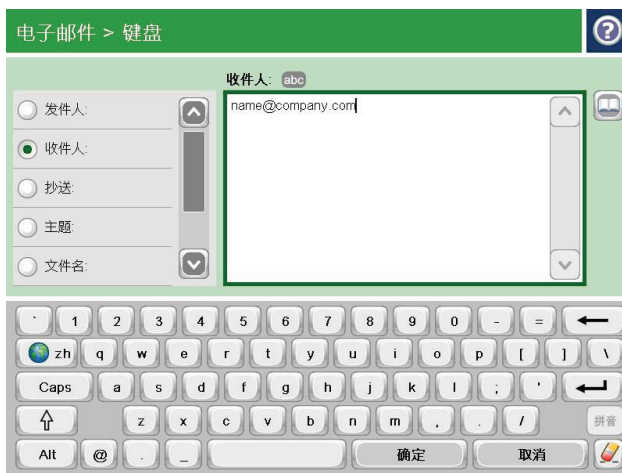 电子邮件 > 键盘 ?
收件人: abc
发件人:
name@company.com
收件人:
抄送:
主题:
文件名:
` 1 2 3 4 5 6 7 8 9 0 - =
zh q w e r t y u i o p [ ] \
Caps a s d f g h j k l ; '
z x c v b n m , . / 拼音
Alt @ . _ 确定 取消